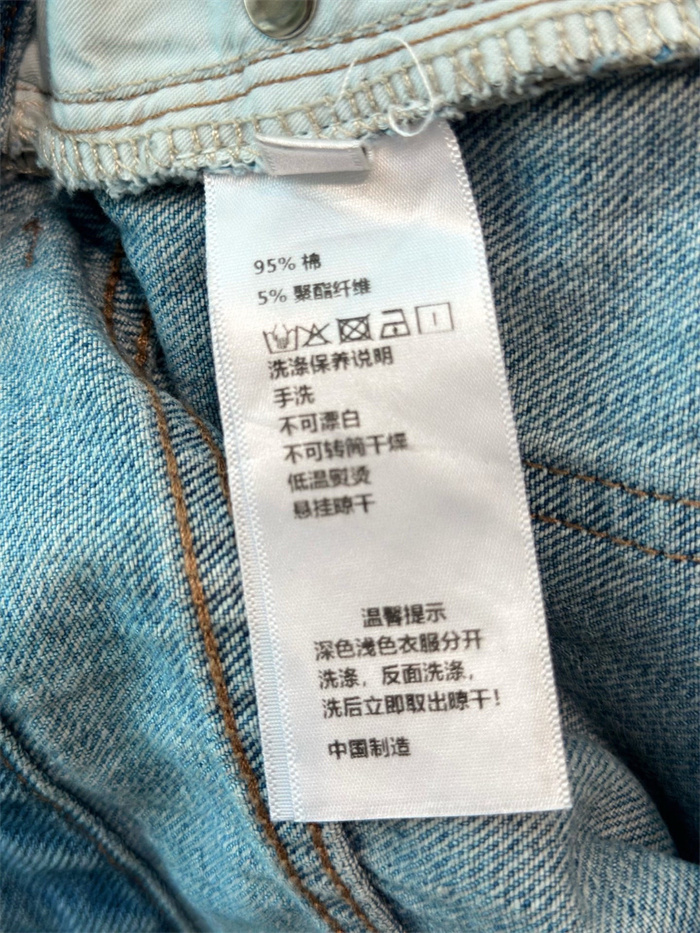 95% 棉
5% 聚酯纤维
洗涤保养说明
手洗
不可漂白
不可转筒干燥
低温熨烫
悬挂晾干
温馨提示
深色浅色衣服分开
洗涤，反面洗涤，
洗后立即取出晾干！
中国制造